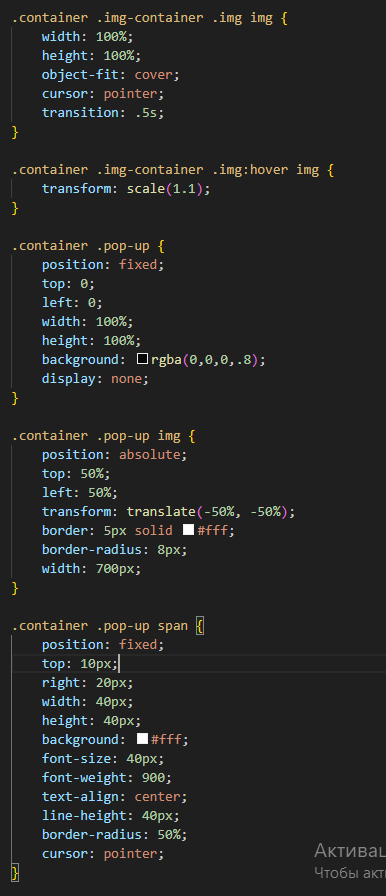 .container .img-container .img img {
    width: 100%;
    height: 100%;
    object-fit: cover;
    cursor: pointer;
    transition: .5s;
}

.container .img-container .img:hover img {
    transform: scale(1.1);
}

.container .pop-up {
    position: fixed;
    top: 0;
    left: 0;
    width: 100%;
    height: 100%;
    background: rgba(0,0,0,.8);
    display: none;
}

.container .pop-up img {
    position: absolute;
    top: 50%;
    left: 50%;
    transform: translate(-50%, -50%);
    border: 5px solid #fff;
    border-radius: 8px;
    width: 700px;
}

.container .pop-up span {
    position: fixed;
    top: 10px;
    right: 20px;
    width: 40px;
    height: 40px;
    background: #fff;
    font-size: 40px;
    font-weight: 900;
    text-align: center;
    line-height: 40px;
    border-radius: 50%;
    cursor: pointer;
}
Активац
Чтобы акт